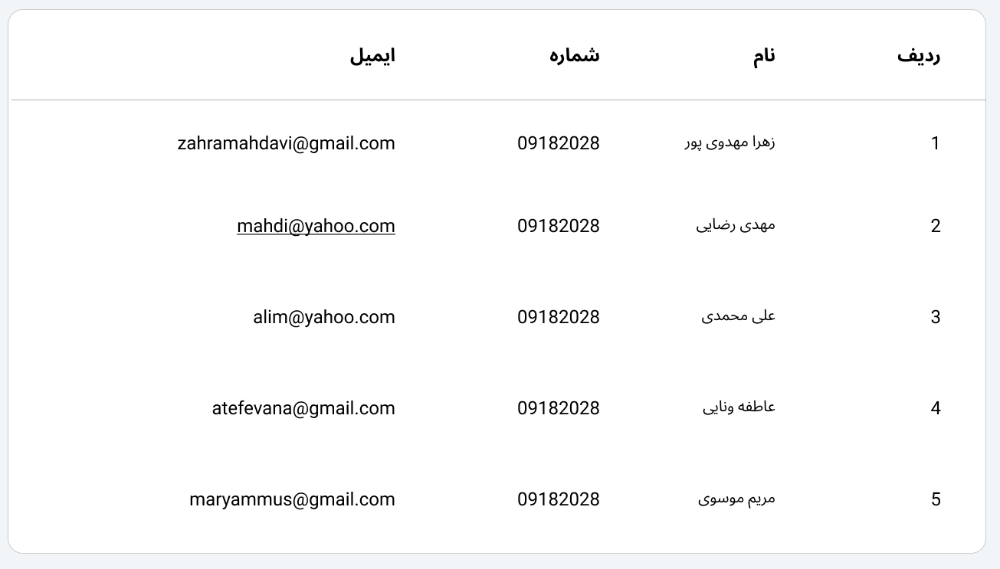 ردیف نام شماره ایمیل
1 زهرا مهدوی پور 09182028 zahramahdavi@gmail.com
2 مهدی رضایی 09182028 mahdi@yahoo.com
3 علی محمدی 09182028 alim@yahoo.com
4 عاطفه ونایی 09182028 atefevana@gmail.com
5 مریم موسوی 09182028 maryammus@gmail.com